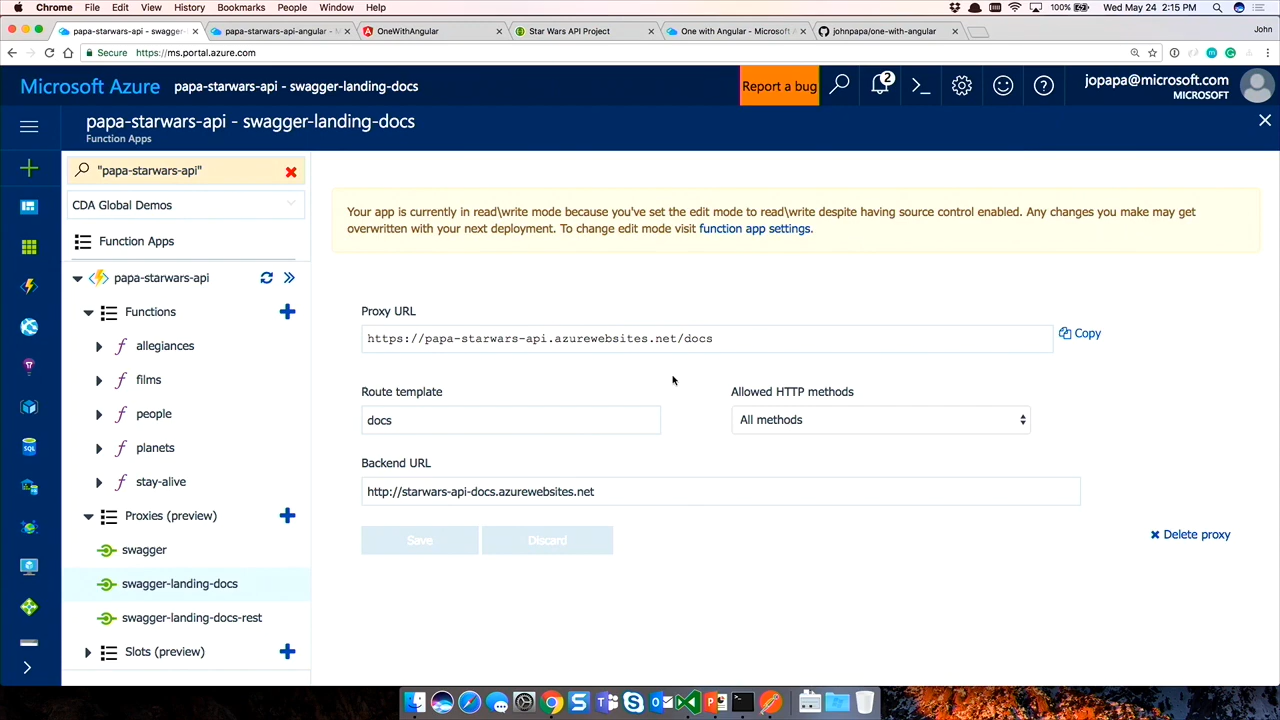 Chrome File Edit View History Bookmarks People Window Help 100% Wed May 24 2:15 PM
papa-starwars-api - swagger- papa-starwars-api-angular - M OneWithAngular Star Wars API Project One with Angular - Microsoft A johnpapa/one-with-angular John
Secure https://ms.portal.azure.com
Microsoft Azure papa-starwars-api - swagger-landing-docs Report a bug 2 jopapa@microsoft.com
MICROSOFT
papa-starwars-api - swagger-landing-docs
Function Apps
"papa-starwars-api"
CDA Global Demos
Function Apps
papa-starwars-api
Functions
allegiances
films
people
planets
stay-alive
Proxies (preview)
swagger
swagger-landing-docs
swagger-landing-docs-rest
Slots (preview)
Your app is currently in read\write mode because you've set the edit mode to read\write despite having source control enabled. Any changes you make may get
overwritten with your next deployment. To change edit mode visit function app settings.
Proxy URL
https://papa-starwars-api.azurewebsites.net/docs Copy
Route template Allowed HTTP methods
docs All methods
Backend URL
http://starwars-api-docs.azurewebsites.net
Save Discard Delete proxy